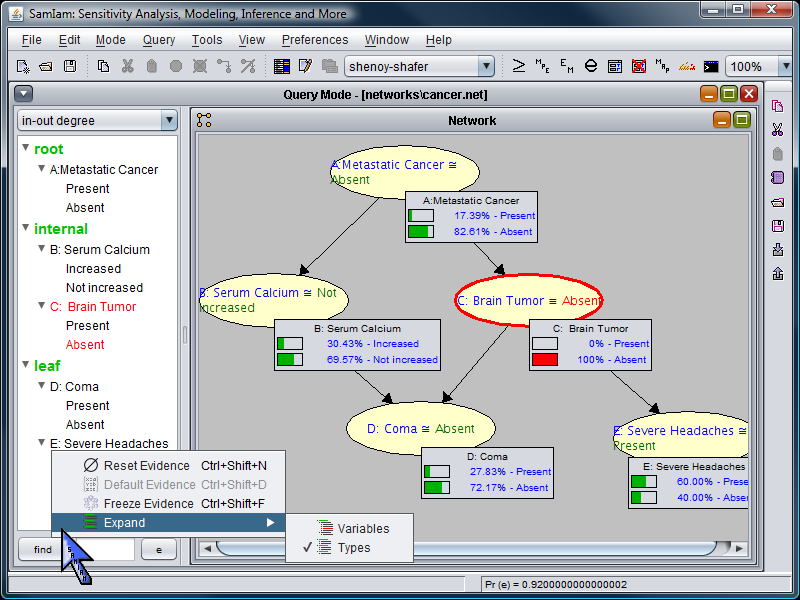 SamIam: Sensitivity Analysis, Modeling, Inference and More
File Edit Mode Query Tools View Preferences Window Help
shenoy-shafer
MPE
EM
MAP
100%
Query Mode - [networks\cancer.net]
in-out degree
root
A:Metastatic Cancer
Present
Absent
internal
B: Serum Calcium
Increased
Not increased
C: Brain Tumor
Present
Absent
leaf
D: Coma
Present
Absent
E: Severe Headaches
find
e
Reset Evidence Ctrl+Shift+N
Default Evidence Ctrl+Shift+D
Freeze Evidence Ctrl+Shift+F
Expand
Variables
✓ Types
Network
A:Metastatic Cancer ≅
Absent
A:Metastatic Cancer
17.39% - Present
82.61% - Absent
B: Serum Calcium ≅ Not
increased
B: Serum Calcium
30.43% - Increased
69.57% - Not increased
C: Brain Tumor ≅ Absent
C: Brain Tumor
0% - Present
100% - Absent
D: Coma ≅ Absent
D: Coma
27.83% - Present
72.17% - Absent
E: Severe Headaches ≅
Present
E: Severe Headaches
60.00% - Prese
40.00% - Abse
Pr (e) = 0.9200000000000002